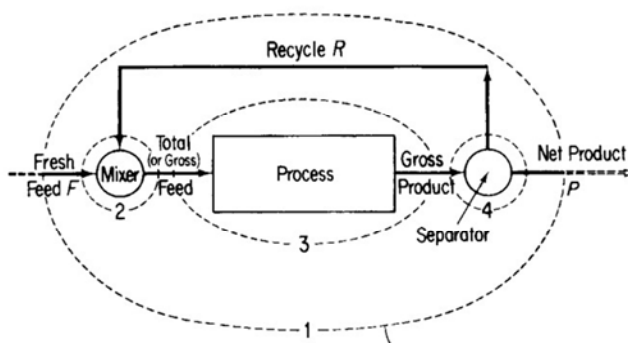 Recycle R
Fresh
Feed F
Mixer
2
Total
(or Gross)
Feed
Process
3
Gross
Product
4
Separator
Net Product
P
1